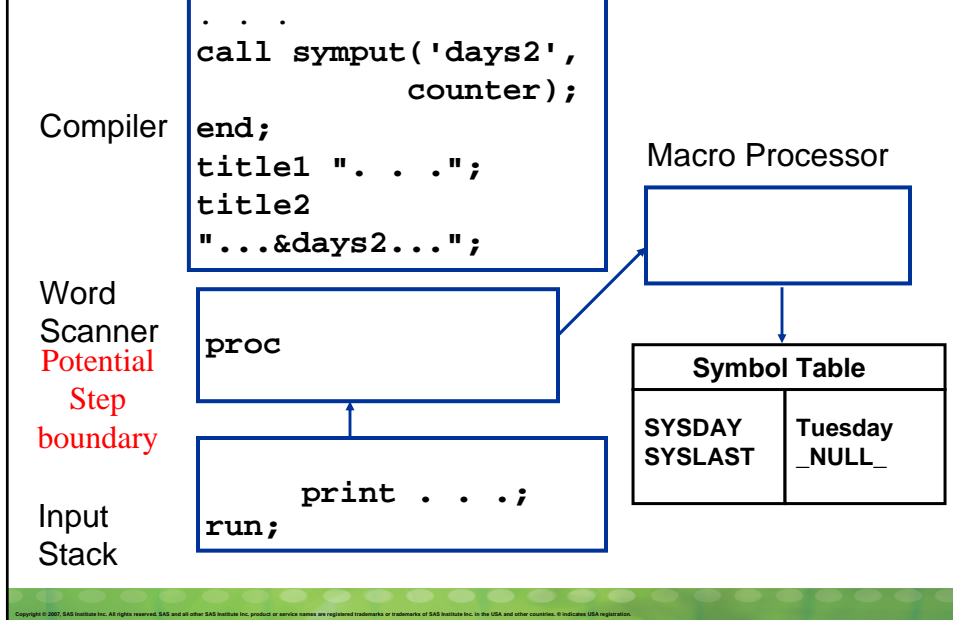 . . .
call symput('days2',
counter);
end;
title1 ". . .";
title2
"...&days2...";
Compiler
Macro Processor
Word
Scanner
Potential
Step
boundary
proc
Symbol Table
SYSDAY Tuesday
SYSLAST _NULL_
print . . .;
run;
Input
Stack
Copyright © 2007, SAS Institute Inc. All rights reserved. SAS and all other SAS Institute Inc. product or service names are registered trademarks or trademarks of SAS Institute Inc. in the USA and other countries. ® indicates USA registration.